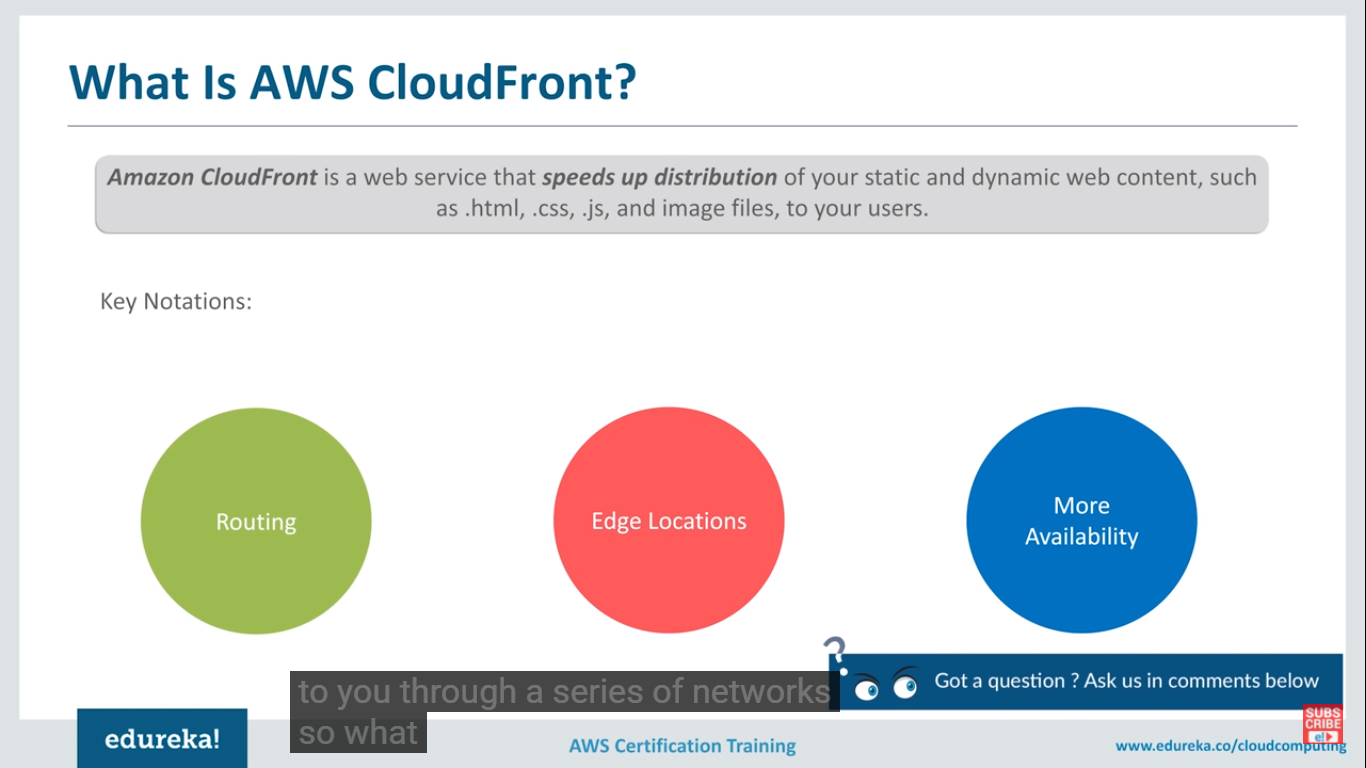 What Is AWS CloudFront?
Amazon CloudFront is a web service that speeds up distribution of your static and dynamic web content, such
as .html, .css, .js, and image files, to your users.
Key Notations:
Routing
Edge Locations
More
Availability
?
Got a question ? Ask us in comments below
to you through a series of networks
so what
edureka!
AWS Certification Training
www.edureka.co/cloudcomputing
SUBS
CRIBE
e!